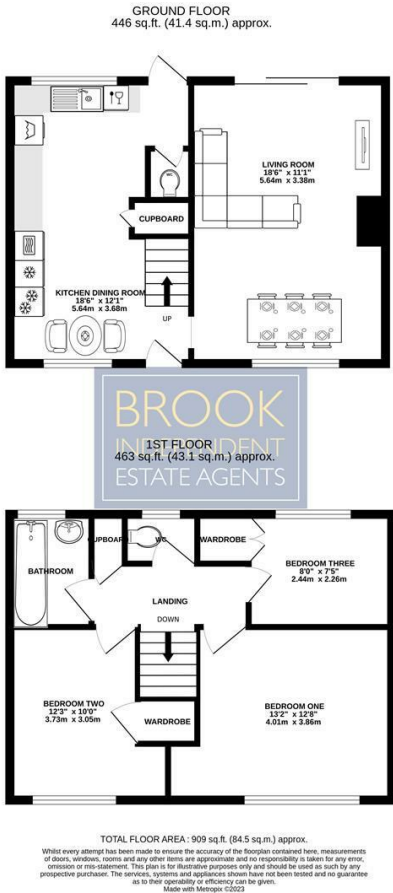 GROUND FLOOR
446 sq.ft. (41.4 sq.m.) approx.
LIVING ROOM
18'6" x 11'1"
5.64m x 3.38m
WC
CUPBOARD
KITCHEN DINING ROOM
18'6" x 12'1"
5.64m x 3.68m
UP
BROOK
INDEPENDENT
ESTATE AGENTS
1ST FLOOR
463 sq.ft. (43.1 sq.m.) approx.
CUPBOARD
WC
WARDROBE
BATHROOM
BEDROOM THREE
8'0" x 7'5"
2.44m x 2.26m
LANDING
DOWN
BEDROOM TWO
12'3" x 10'0"
3.73m x 3.05m
WARDROBE
BEDROOM ONE
13'2" x 12'8"
4.01m x 3.86m
TOTAL FLOOR AREA : 909 sq.ft. (84.5 sq.m.) approx.
Whilst every attempt has been made to ensure the accuracy of the floorplan contained here, measurements
of doors, windows, rooms and any other items are approximate and no responsibility is taken for any error,
omission or mis-statement. This plan is for illustrative purposes only and should be used as such by any
prospective purchaser. The services, systems and appliances shown have not been tested and no guarantee
as to their operability or efficiency can be given.
Made with Metropix ©2023